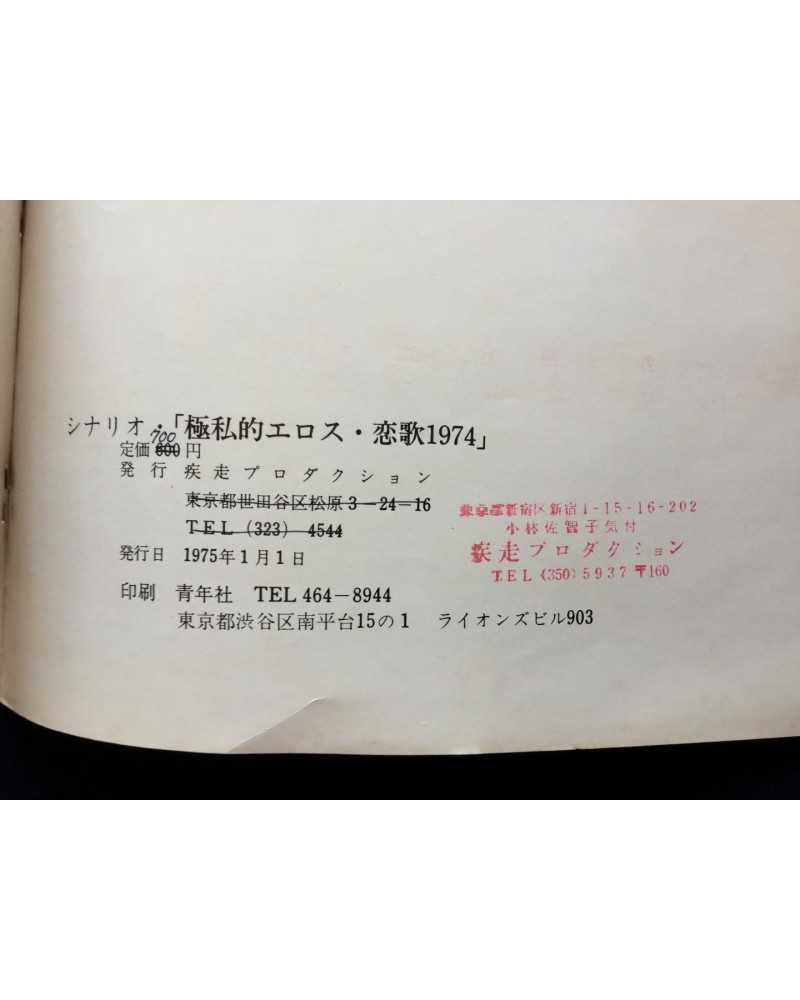 シナリオ・「極私的エロス・恋歌1974」
700
定価 800 円
発行 疾走プロダクション
東京都世田谷区松原3-24-16
TEL (323) 4544
発行日 1975年1月1日
印刷 青年社 TEL 464-8944
東京都渋谷区南平台15の1 ライオンズビル903
東京都新宿区新宿1-15-16-202
小林佐智子気付
疾走プロダクション
TEL (350) 5937 〒160